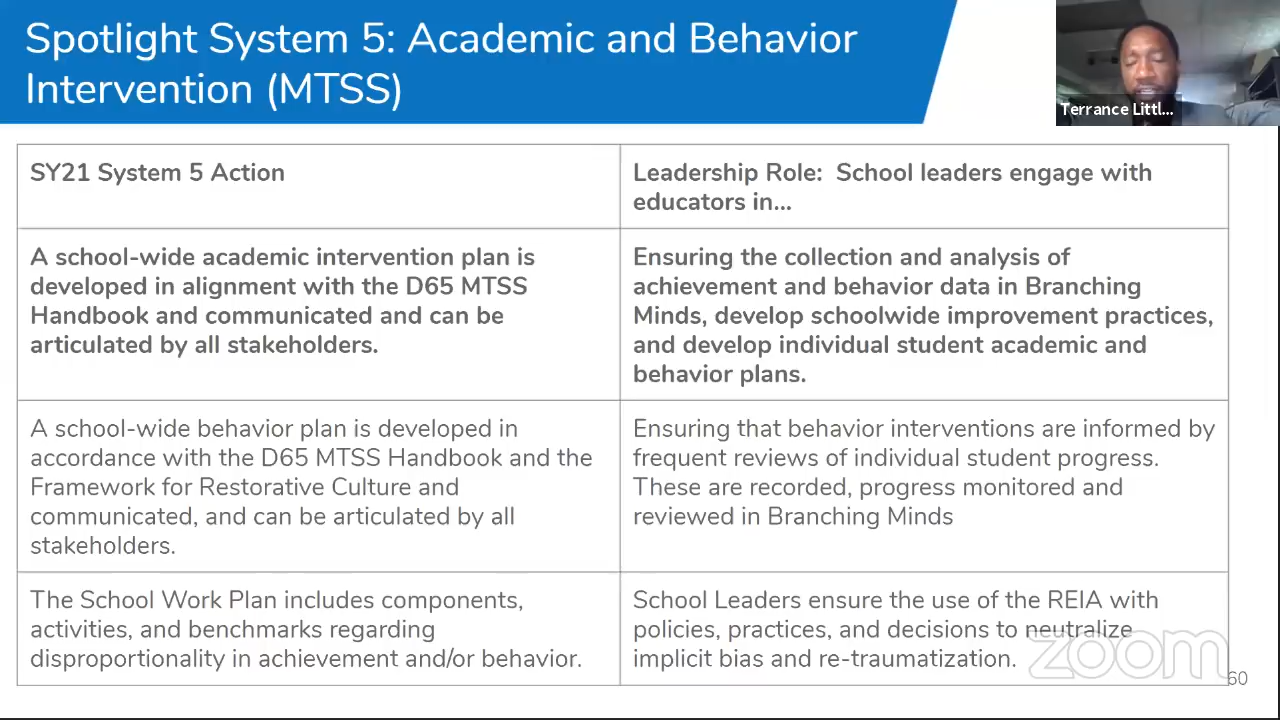 Spotlight System 5: Academic and Behavior
Intervention (MTSS)
Terrance Littl...
SY21 System 5 Action
Leadership Role:  School leaders engage with
educators in...
A school-wide academic intervention plan is
developed in alignment with the D65 MTSS
Handbook and communicated and can be
articulated by all stakeholders.
Ensuring the collection and analysis of
achievement and behavior data in Branching
Minds, develop schoolwide improvement practices,
and develop individual student academic and
behavior plans.
A school-wide behavior plan is developed in
accordance with the D65 MTSS Handbook and the
Framework for Restorative Culture and
communicated, and can be articulated by all
stakeholders.
Ensuring that behavior interventions are informed by
frequent reviews of individual student progress.
These are recorded, progress monitored and
reviewed in Branching Minds
The School Work Plan includes components,
activities, and benchmarks regarding
disproportionality in achievement and/or behavior.
School Leaders ensure the use of the REIA with
policies, practices, and decisions to neutralize
implicit bias and re-traumatization.
zoom
60